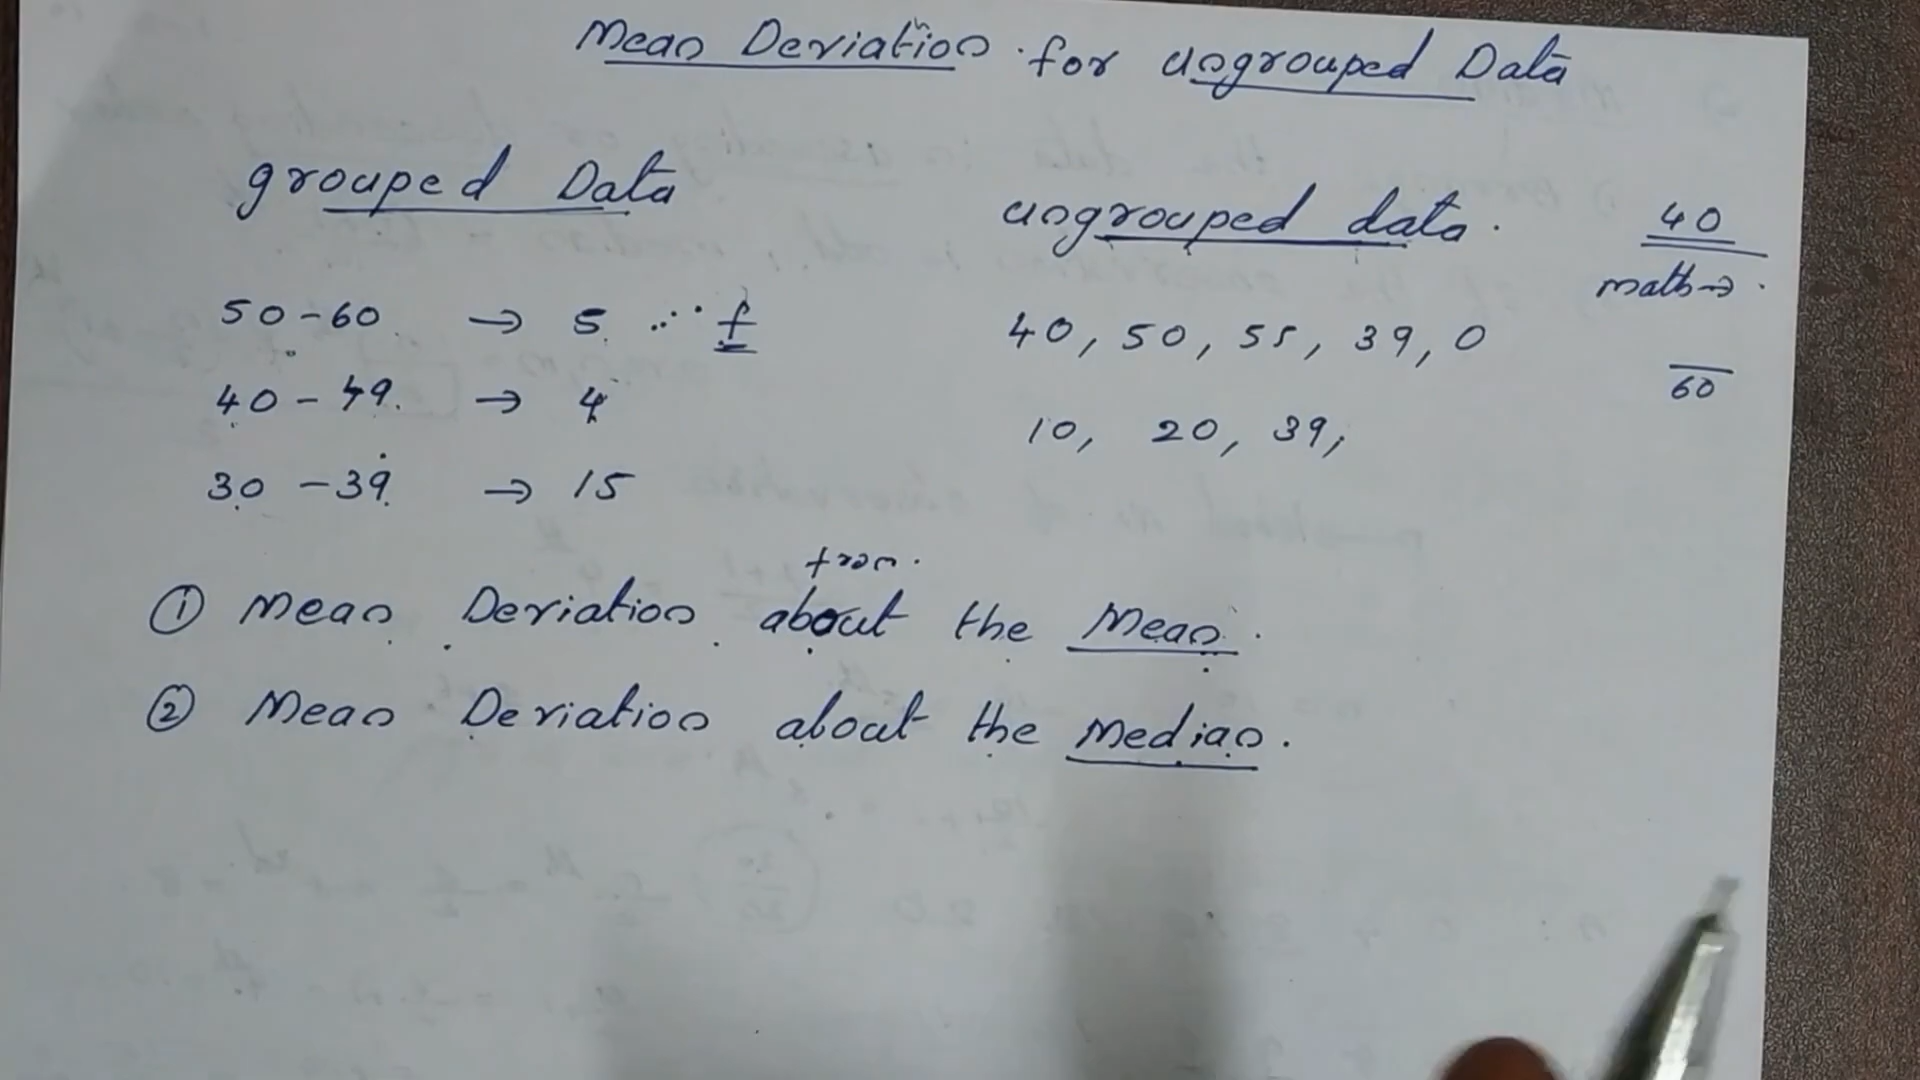 Mean Deviation for ungrouped Data
grouped Data
50-60 → 5 f
40-49 → 4
30-39 → 15
ungrouped data.
40, 50, 55, 39, 0
10, 20, 39,
40
math→
60
from.
① Mean Deviation about the Mean.
② Mean Deviation about the Median.